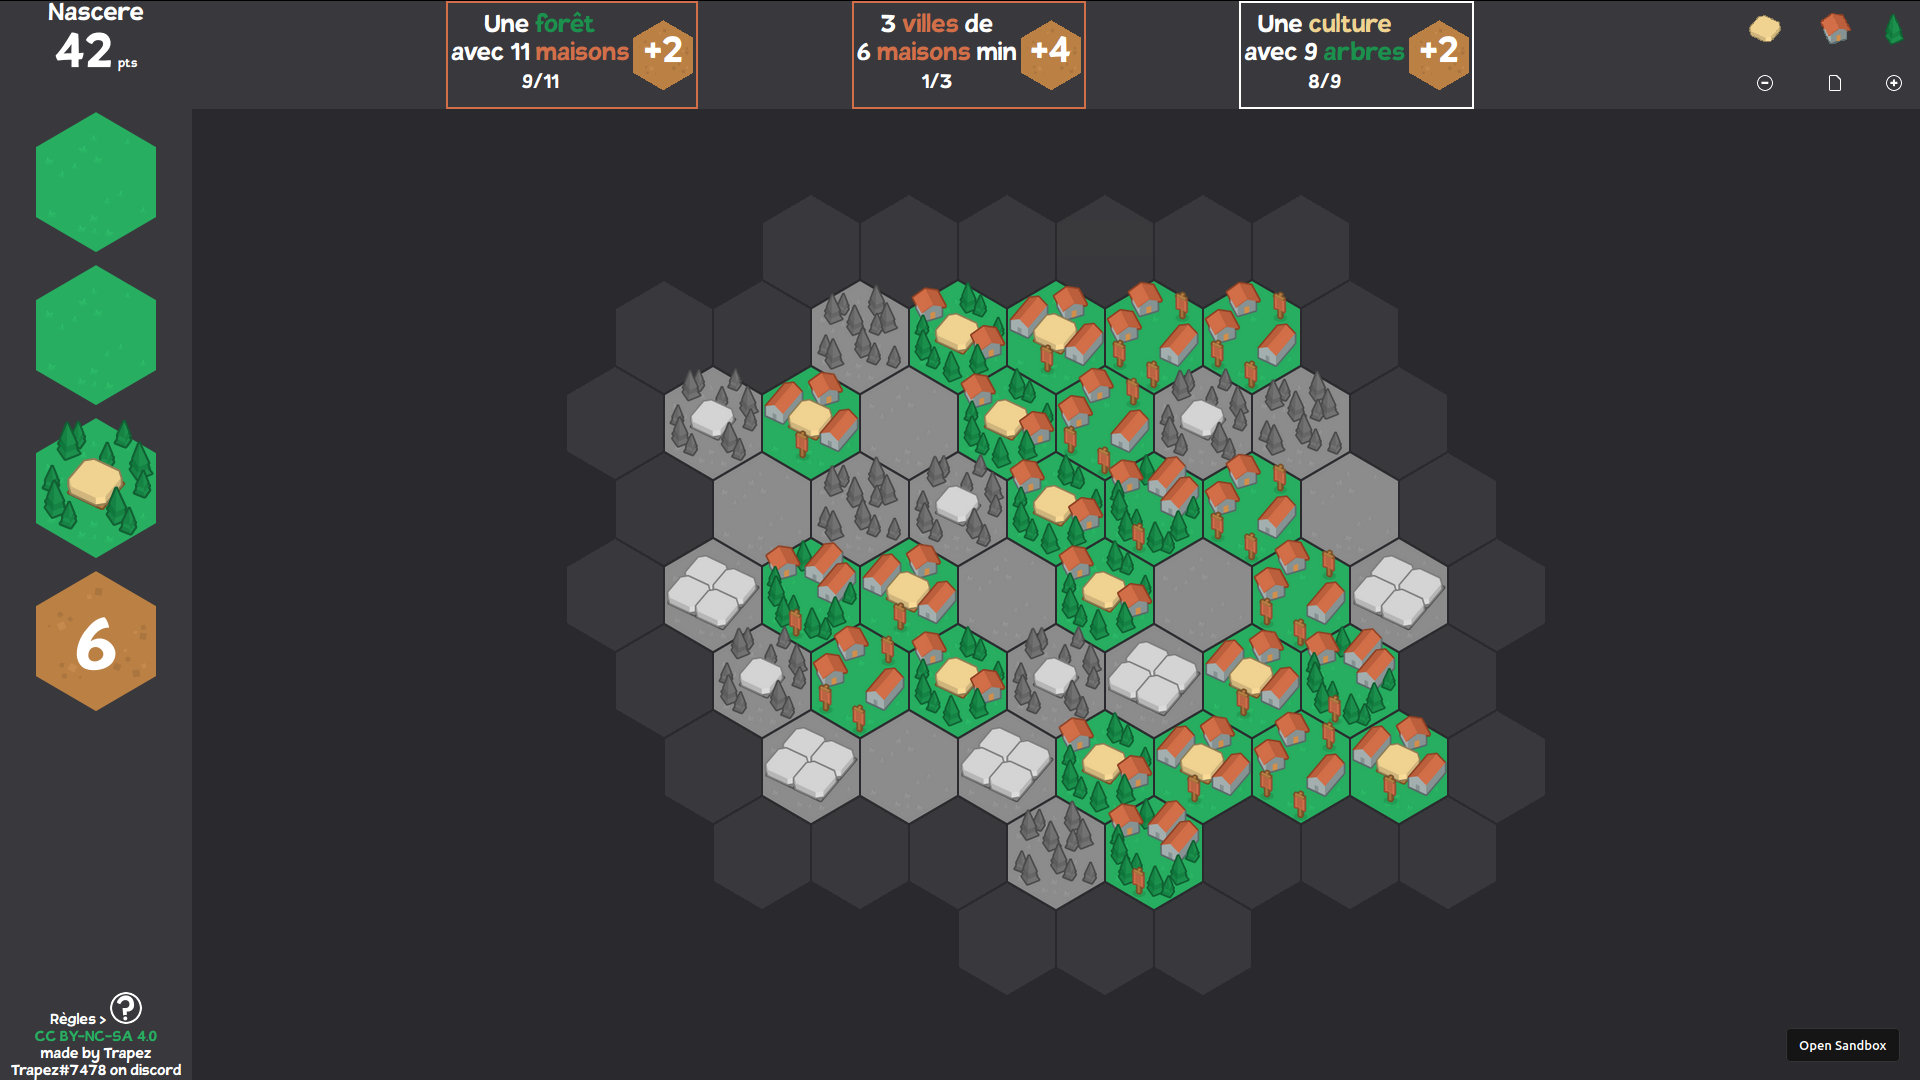 Nascere
42 pts
Une forêt
avec 11 maisons
9/11
+2
3 villes de
6 maisons min
1/3
+4
Une culture
avec 9 arbres
8/9
+2
6
Règles > ?
CC BY-NC-SA 4.0
made by Trapez
Trapez#7478 on discord
Open Sandbox